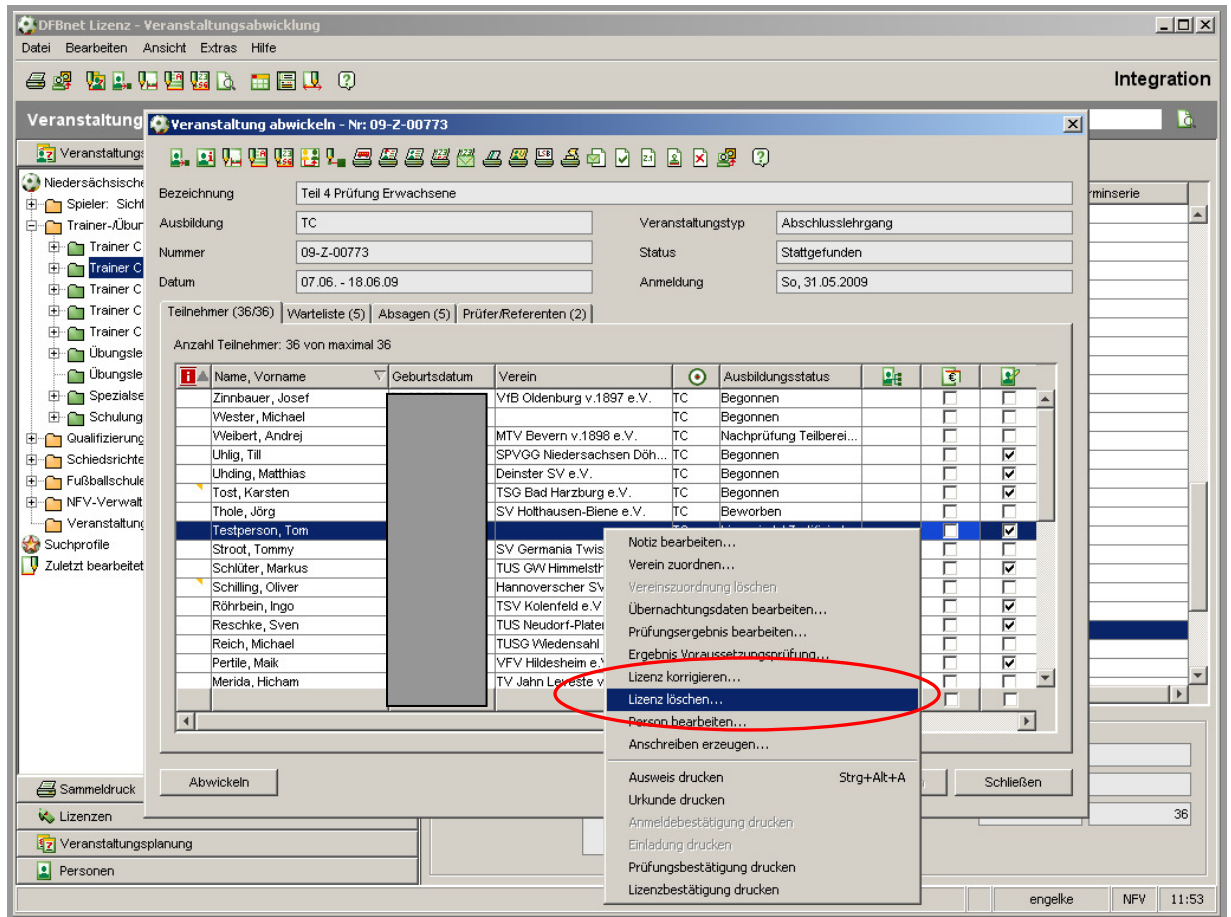 DFBnet Lizenz - Veranstaltungsabwicklung
Datei Bearbeiten Ansicht Extras Hilfe
Integration
Veranstaltung
Veranstaltung abwickeln - Nr: 09-Z-00773
Veranstaltungs
Niedersächsische
Spieler: Sicht
Trainer-/Übun
Trainer C
Trainer C
Trainer C
Trainer C
Trainer C
Übungsle
Übungsle
Spezialse
Schulung
Qualifizierung
Schiedsrichte
Fußballschule
NFV-Verwalt
Veranstaltung
Suchprofile
Zuletzt bearbeitet
Sammeldruck
Lizenzen
Veranstaltungsplanung
Personen
Bezeichnung Teil 4 Prüfung Erwachsene
Ausbildung TC Veranstaltungstyp Abschlusslehrgang
Nummer 09-Z-00773 Status Stattgefunden
Datum 07.06. - 18.06.09 Anmeldung So, 31.05.2009
Teilnehmer (36/36) Warteliste (5) Absagen (5) Prüfer/Referenten (2)
Anzahl Teilnehmer: 36 von maximal 36
Name, Vorname Geburtsdatum Verein Ausbildungsstatus
Zinnbauer, Josef VfB Oldenburg v.1897 e.V. TC Begonnen
Wester, Michael TC Begonnen
Weibert, Andrej MTV Bevern v.1898 e.V. TC Nachprüfung Teilberei...
Uhlig, Till SPVGG Niedersachsen Döh... TC Begonnen
Uhding, Matthias Deinster SV e.V. TC Begonnen
Tost, Karsten TSG Bad Harzburg e.V. TC Begonnen
Thole, Jörg SV Holthausen-Biene e.V. TC Beworben
Testperson, Tom
Stroot, Tommy SV Germania Twis
Schlüter, Markus TUS GW Himmelsth
Schilling, Oliver Hannoverscher SV
Röhrbein, Ingo TSV Kolenfeld e.V
Reschke, Sven TUS Neudorf-Plate
Reich, Michael TUSG Wiedensahl
Pertile, Maik VFV Hildesheim e.V
Merida, Hicham TV Jahn Leveste v
Notiz bearbeiten...
Verein zuordnen...
Vereinszuordnung löschen
Übernachtungsdaten bearbeiten...
Prüfungsergebnis bearbeiten...
Ergebnis Voraussetzungsprüfung...
Lizenz korrigieren...
Lizenz löschen...
Person bearbeiten...
Anschreiben erzeugen...
Ausweis drucken Strg+Alt+A
Urkunde drucken
Anmeldebestätigung drucken
Einladung drucken
Prüfungsbestätigung drucken
Lizenzbestätigung drucken
Abwickeln Schließen
rminserie
36
engelke NFV 11:53